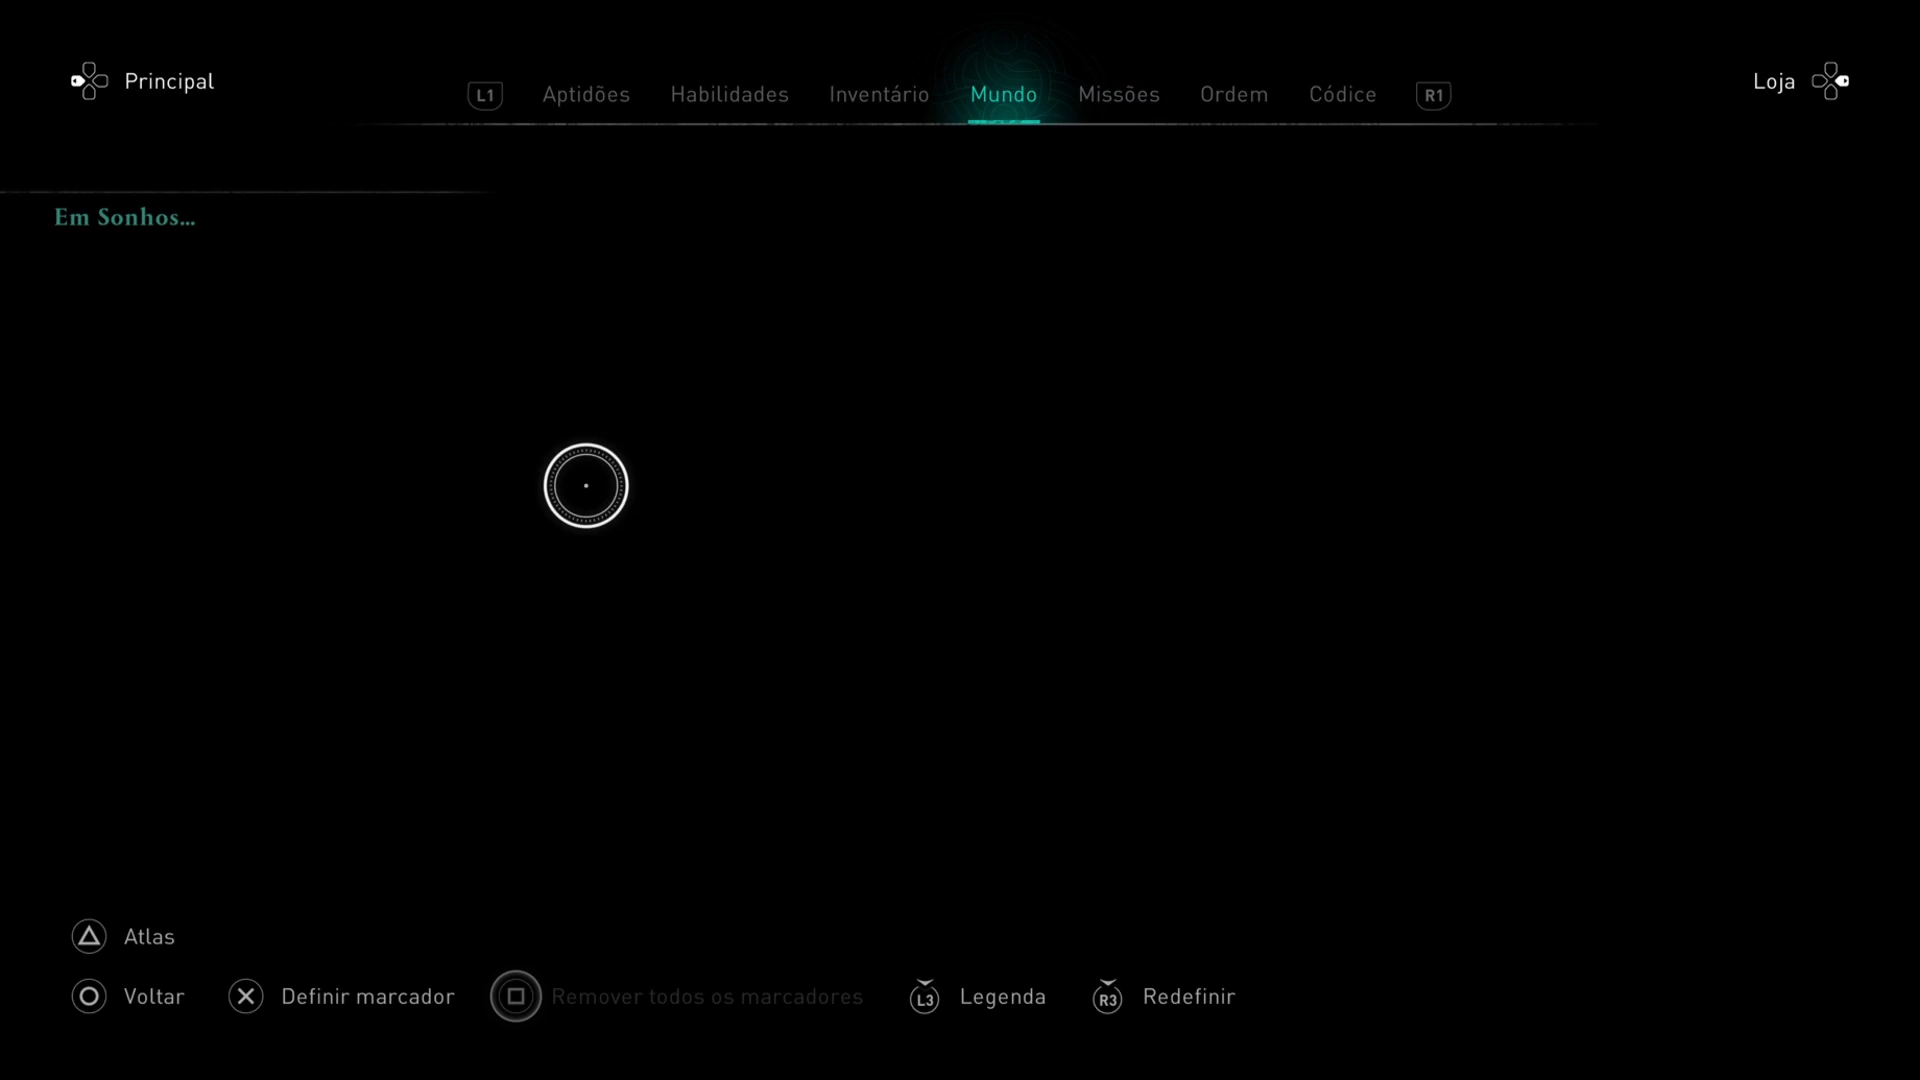 Principal
L1 Aptidões Habilidades Inventário Mundo Missões Ordem Códice R1
Loja
Em Sonhos...
Atlas
Voltar Definir marcador Remover todos os marcadores L3 Legenda R3 Redefinir